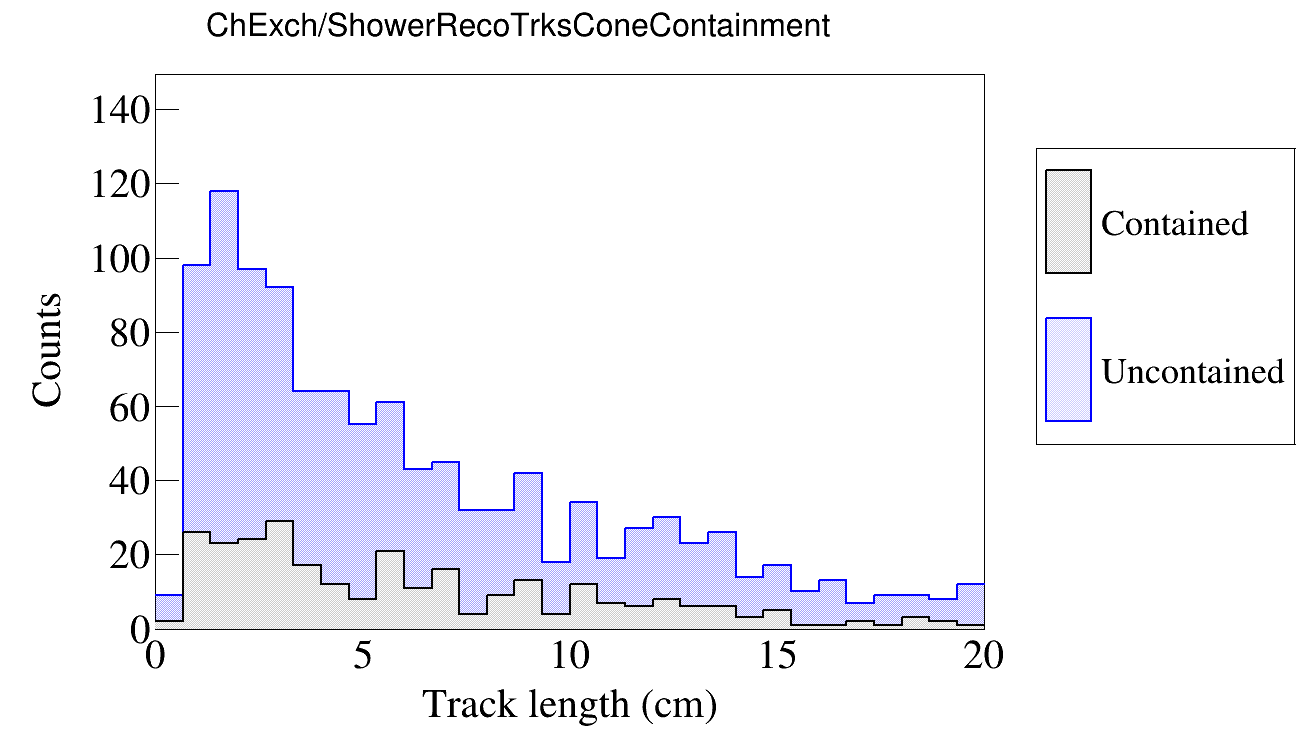 ChExch/ShowerRecoTrksConeContainment
140
120
100
80
60
40
20
0
Counts
0 5 10 15 20
Track length (cm)
Contained
Uncontained